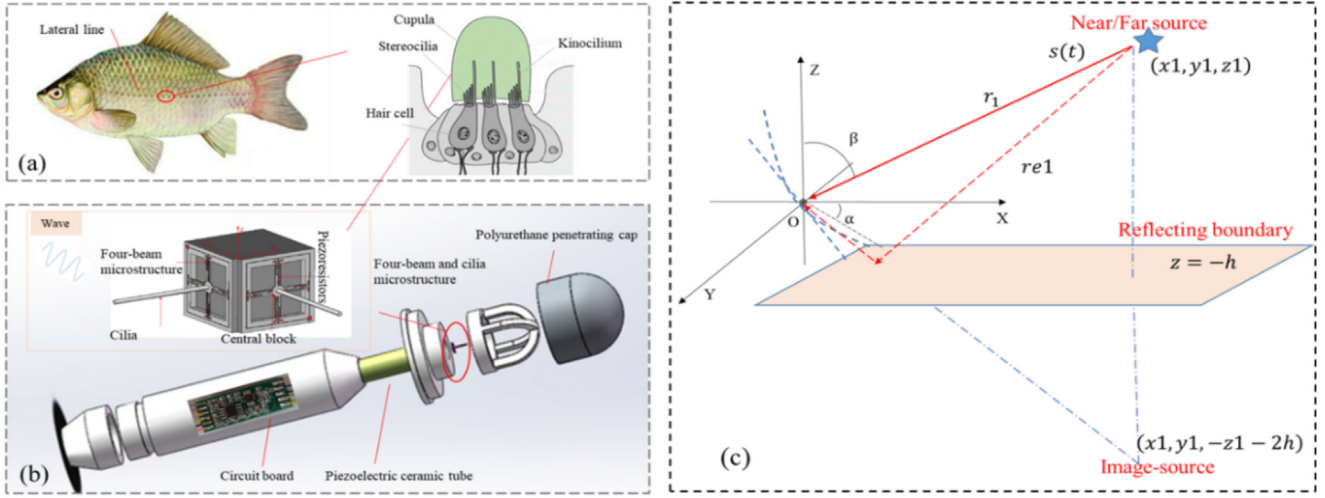 Lateral line
Cupula
Stereocilia
Kinocilium
Hair cell
(a)
Wave
Four-beam
microstructure
Piezoresistors
Cilia
Central block
Four-beam and cilia
microstructure
Polyurethane penetrating cap
(b)
Circuit board
Piezoelectric ceramic tube
Near/Far source
s(t)
(x1, y1, z1)
Z
r₁
β
re1
O
α
X
Reflecting boundary
z = −h
Y
(x1, y1, −z1 − 2h)
(c)
Image-source